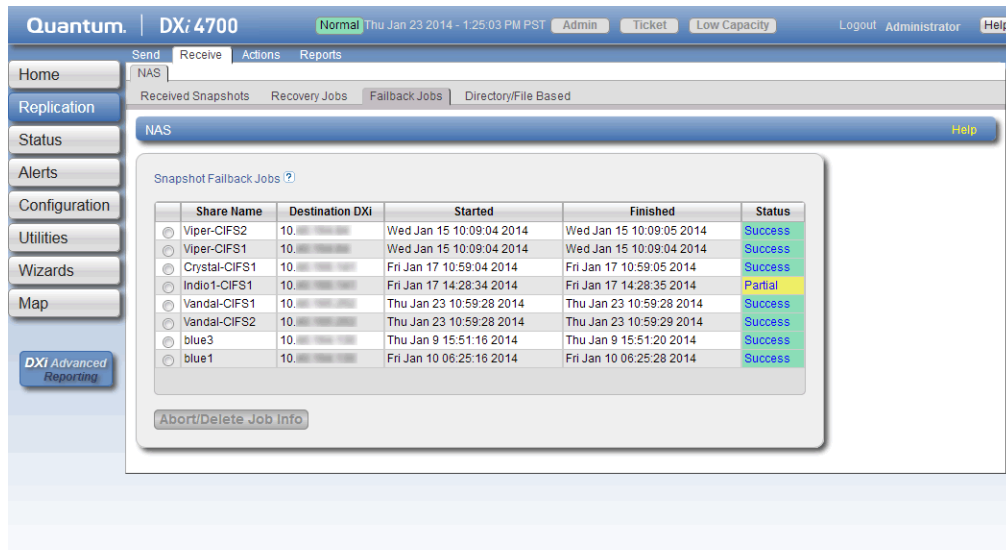 Quantum. | DXi 4700 Normal Thu Jan 23 2014 - 1:25:03 PM PST Admin Ticket Low Capacity Logout Administrator Help
Send Receive Actions Reports
Home
NAS
Received Snapshots Recovery Jobs Failback Jobs Directory/File Based
Replication
NAS Help
Status
Alerts
Snapshot Failback Jobs ?
Configuration
Share Name Destination DXi Started Finished Status
Utilities
Viper-CIFS2 10. Wed Jan 15 10:09:04 2014 Wed Jan 15 10:09:05 2014 Success
Viper-CIFS1 10. Wed Jan 15 10:09:04 2014 Wed Jan 15 10:09:04 2014 Success
Wizards
Crystal-CIFS1 10. Fri Jan 17 10:59:04 2014 Fri Jan 17 10:59:05 2014 Success
Indio1-CIFS1 10. Fri Jan 17 14:28:34 2014 Fri Jan 17 14:28:35 2014 Partial
Map
Vandal-CIFS1 10. Thu Jan 23 10:59:28 2014 Thu Jan 23 10:59:28 2014 Success
Vandal-CIFS2 10. Thu Jan 23 10:59:28 2014 Thu Jan 23 10:59:29 2014 Success
blue3 10. Thu Jan 9 15:51:16 2014 Thu Jan 9 15:51:20 2014 Success
blue1 10. Fri Jan 10 06:25:16 2014 Fri Jan 10 06:25:28 2014 Success
DXi Advanced
Reporting
Abort/Delete Job Info